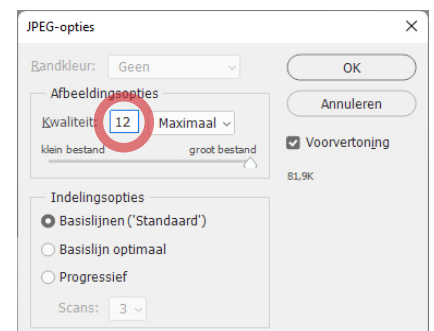 JPEG-opties
Randkleur: Geen
OK
Afbeeldingsopties
Annuleren
Kwaliteit: 12 Maximaal
Voorvertoning
klein bestand groot bestand
81,9K
Indelingsopties
Basislijnen ('Standaard')
Basislijn optimaal
Progressief
Scans: 3